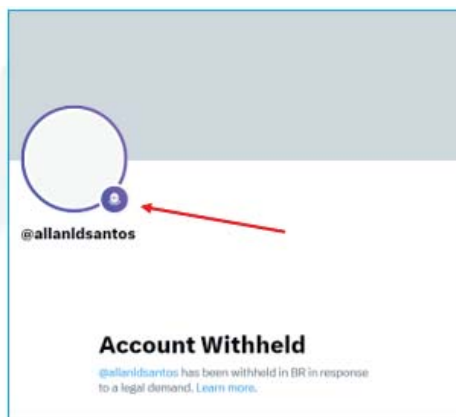 @allanldsantos
Account Withheld
@allanldsantos has been withheld in BR in response
to a legal demand. Learn more.